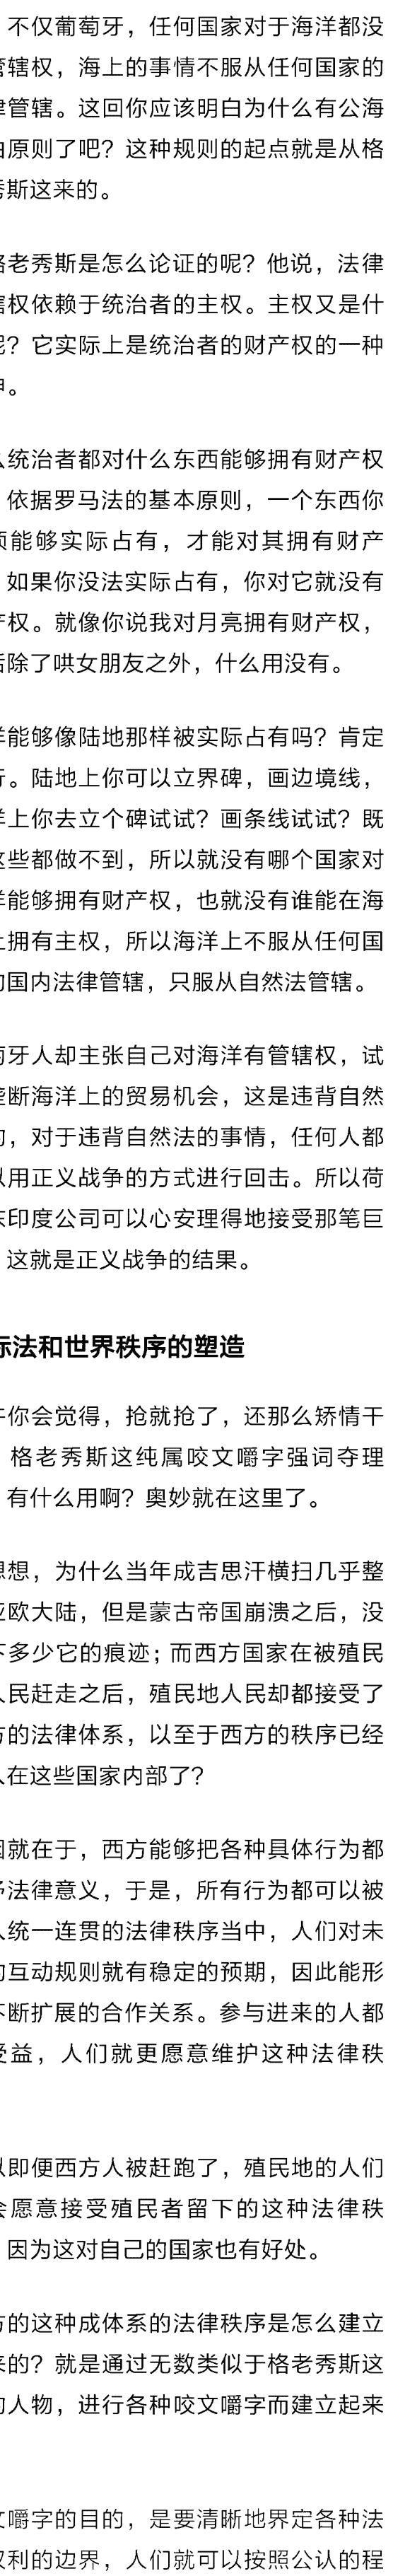 不仅葡萄牙，任何国家对于海洋都没
管辖权，海上的事情不服从任何国家的
律管辖。这回你应该明白为什么有公海
由原则了吧？这种规则的起点就是从格
秀斯这来的。
格老秀斯是怎么论证的呢？他说，法律
辖权依赖于统治者的主权。主权又是什
呢？它实际上是统治者的财产权的一种
申。
么统治者都对什么东西能够拥有财产权
依据罗马法的基本原则，一个东西你
须能够实际占有，才能对其拥有财产
如果你没法实际占有，你对它就没有
产权。就像你说我对月亮拥有财产权，
话除了哄女朋友之外，什么用没有。
洋能够像陆地那样被实际占有吗？肯定
行。陆地上你可以立界碑，画边境线，
洋上你去立个碑试试？画条线试试？既
这些都做不到，所以就没有哪个国家对
洋能够拥有财产权，也就没有谁能在海
上拥有主权，所以海洋上不服从任何国
的国内法律管辖，只服从自然法管辖。
萄牙人却主张自己对海洋有管辖权，试
垄断海洋上的贸易机会，这是违背自然
的，对于违背自然法的事情，任何人都
以用正义战争的方式进行回击。所以荷
东印度公司可以心安理得地接受那笔巨
这就是正义战争的结果。
际法和世界秩序的塑造
许你会觉得，抢就抢了，还那么矫情干
格老秀斯这纯属咬文嚼字强词夺理
有什么用啊？奥妙就在这里了。
想想，为什么当年成吉思汗横扫几乎整
亚欧大陆，但是蒙古帝国崩溃之后，没
下多少它的痕迹；而西方国家在被殖民
人民赶走之后，殖民地人民却都接受了
方的法律体系，以至于西方的秩序已经
入在这些国家内部了？
因就在于，西方能够把各种具体行为都
予法律意义，于是，所有行为都可以被
入统一连贯的法律秩序当中，人们对未
的互动规则就有稳定的预期，因此能形
不断扩展的合作关系。参与进来的人都
受益，人们就更愿意维护这种法律秩
以即便西方人被赶跑了，殖民地的人们
会愿意接受殖民者留下的这种法律秩
因为这对自己的国家也有好处。
方的这种成体系的法律秩序是怎么建立
来的？就是通过无数类似于格老秀斯这
的人物，进行各种咬文嚼字而建立起来
文嚼字的目的，是要清晰地界定各种法
权利的边界，人们就可以按照公认的程